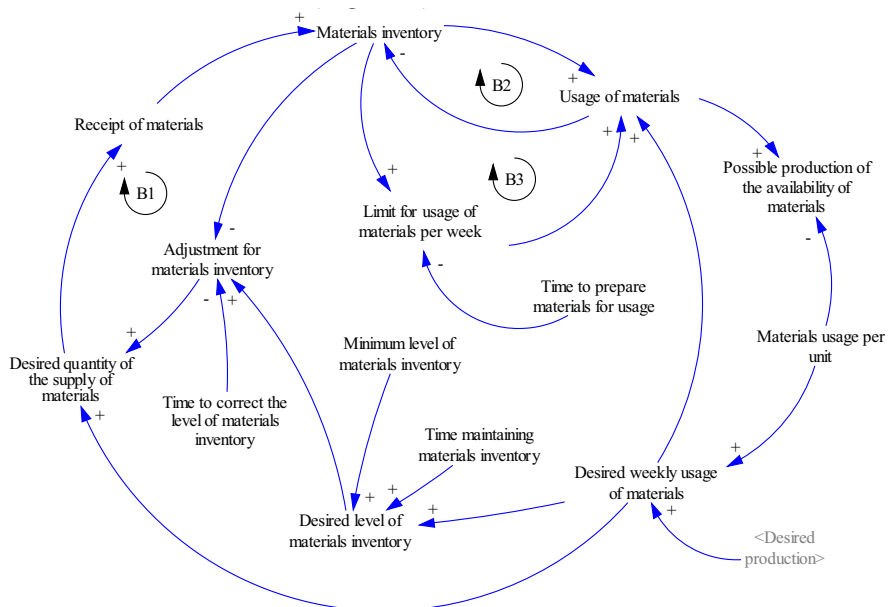 Materials inventory
+
-
+
B2
+
Usage of materials
Receipt of materials
+
+
+
+
Possible production of
the availability of
materials
B1
+
B3
Limit for usage of
materials per week
-
-
Adjustment for
materials inventory
-
Time to prepare
materials for usage
-
+
+
Minimum level of
materials inventory
Materials usage per
unit
Desired quantity of
the supply of
materials
+
Time to correct the
level of materials
inventory
Time maintaining
materials inventory
+
Desired weekly usage
of materials
+
+
+
Desired level of
materials inventory
+
<Desired
production>